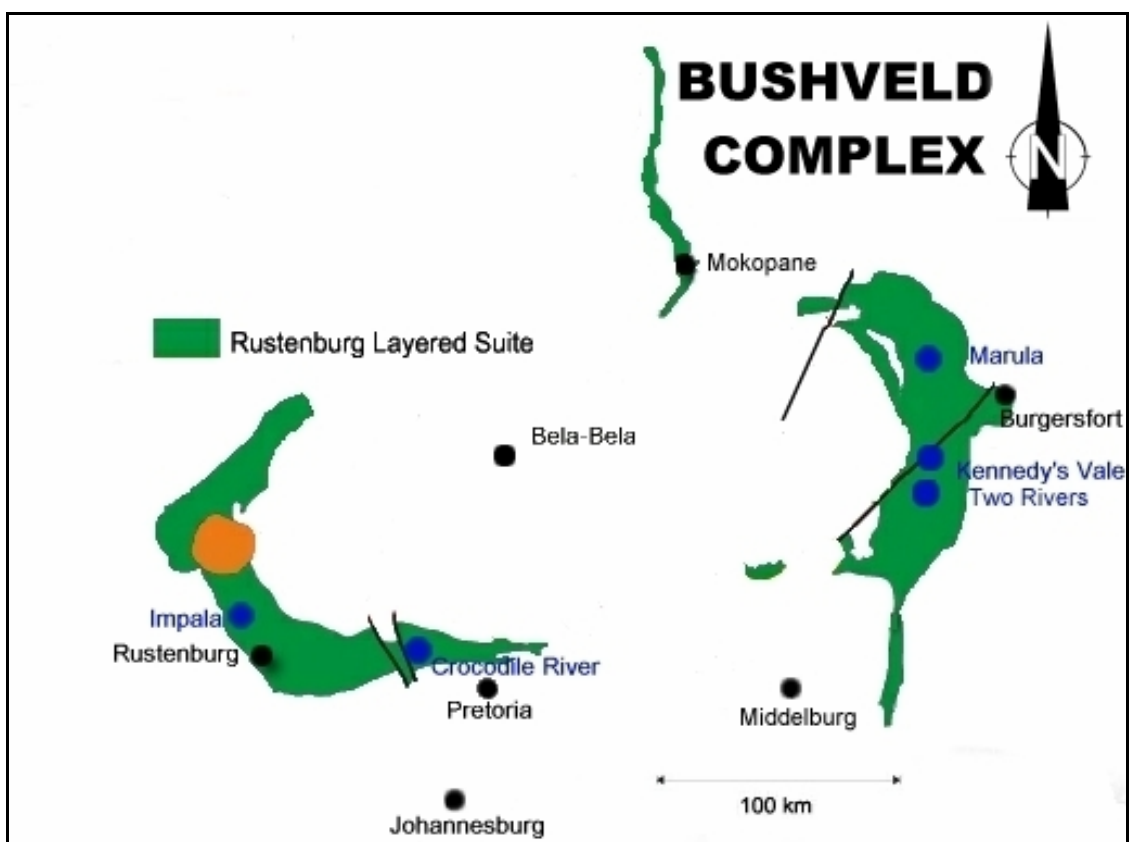 BUSHVELD
COMPLEX
N
Mokopane
Rustenburg Layered Suite
Marula
Burgersfort
Bela-Bela
Kennedy's Vale
Two Rivers
Impala
Rustenburg
Crocodile River
Pretoria
Middelburg
100 km
Johannesburg